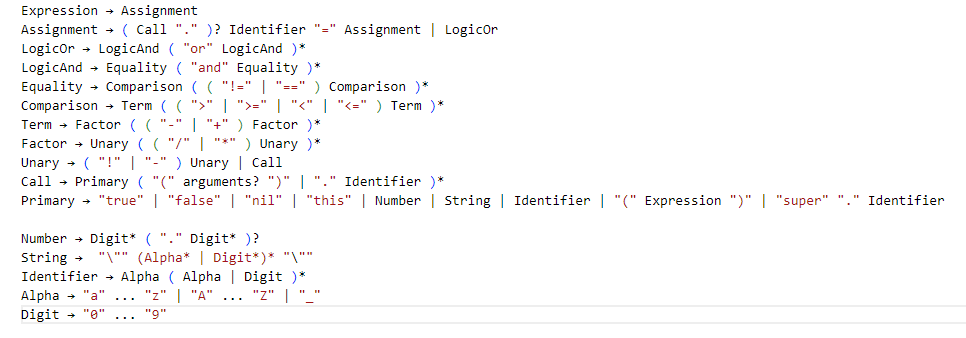 Expression → Assignment
Assignment → ( Call "." )? Identifier "=" Assignment | LogicOr
LogicOr → LogicAnd ( "or" LogicAnd )*
LogicAnd → Equality ( "and" Equality )*
Equality → Comparison ( ( "!=" | "==" ) Comparison )*
Comparison → Term ( ( ">" | ">=" | "<" | "<=" ) Term )*
Term → Factor ( ( "-" | "+" ) Factor )*
Factor → Unary ( ( "/" | "*" ) Unary )*
Unary → ( "!" | "-" ) Unary | Call
Call → Primary ( "(" arguments? ")" | "." Identifier )*
Primary → "true" | "false" | "nil" | "this" | Number | String | Identifier | "(" Expression ")" | "super" "." Identifier
Number → Digit* ( "." Digit* )?
String →  "\"" (Alpha* | Digit*)* "\""
Identifier → Alpha ( Alpha | Digit )*
Alpha → "a" ... "z" | "A" ... "Z" | "_"
Digit → "0" ... "9"